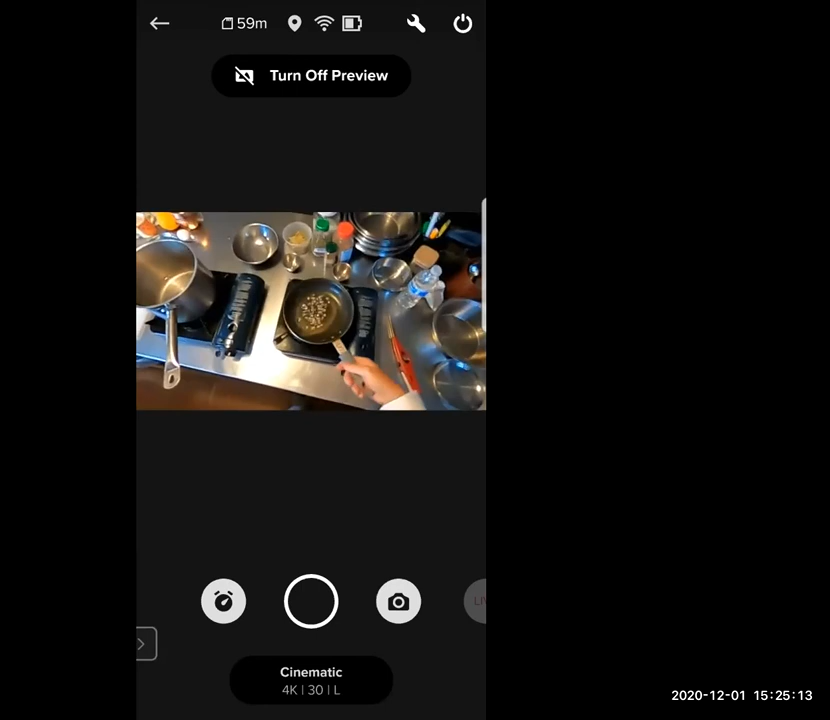 59m
Turn Off Preview
Cinematic
4K | 30 | L
2020-12-01 15:25:13